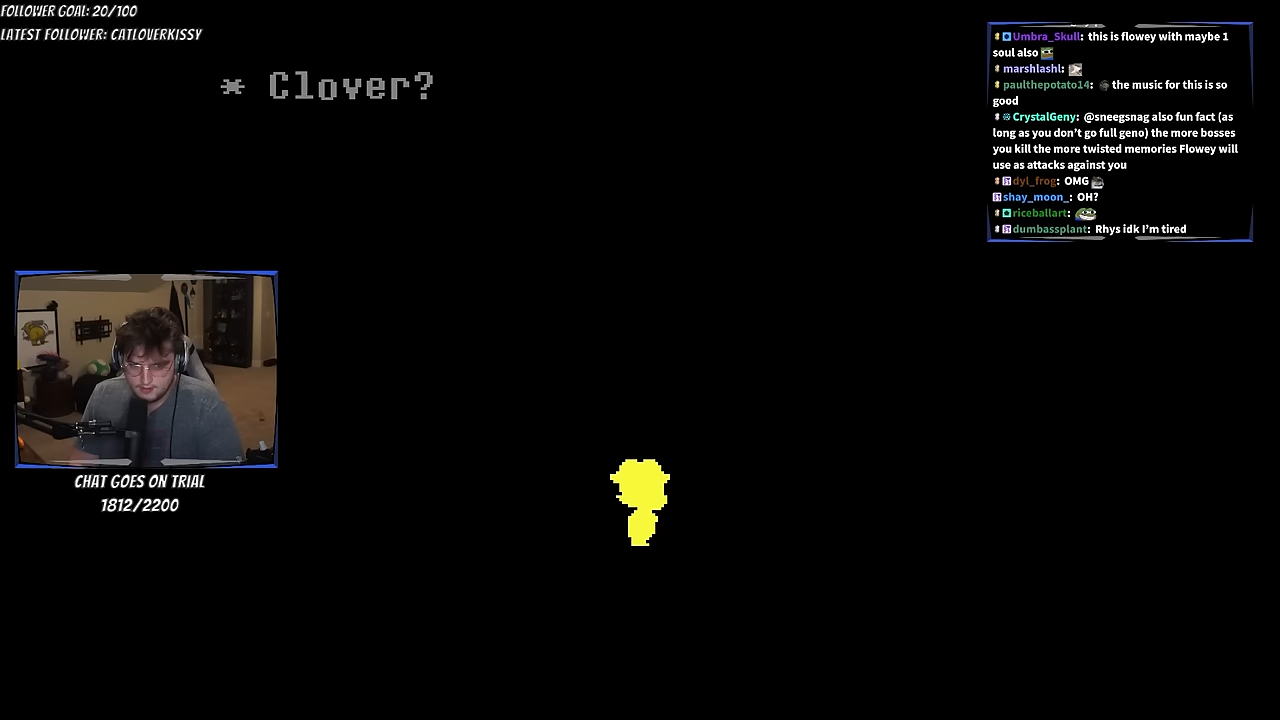 FOLLOWER GOAL: 20/100
LATEST FOLLOWER: CATLOVERKISSY
* Clover?
Umbra_Skull: this is flowey with maybe 1
soul also
marshlashl:
paulthepotato14: the music for this is so
good
CrystalGeny: @sneegsnag also fun fact (as
long as you don't go full geno) the more bosses
you kill the more twisted memories Flowey will
use as attacks against you
dyl_frog: OMG
shay_moon_: OH?
riceballart:
dumbassplant: Rhys idk I'm tired
CHAT GOES ON TRIAL
1812/2200